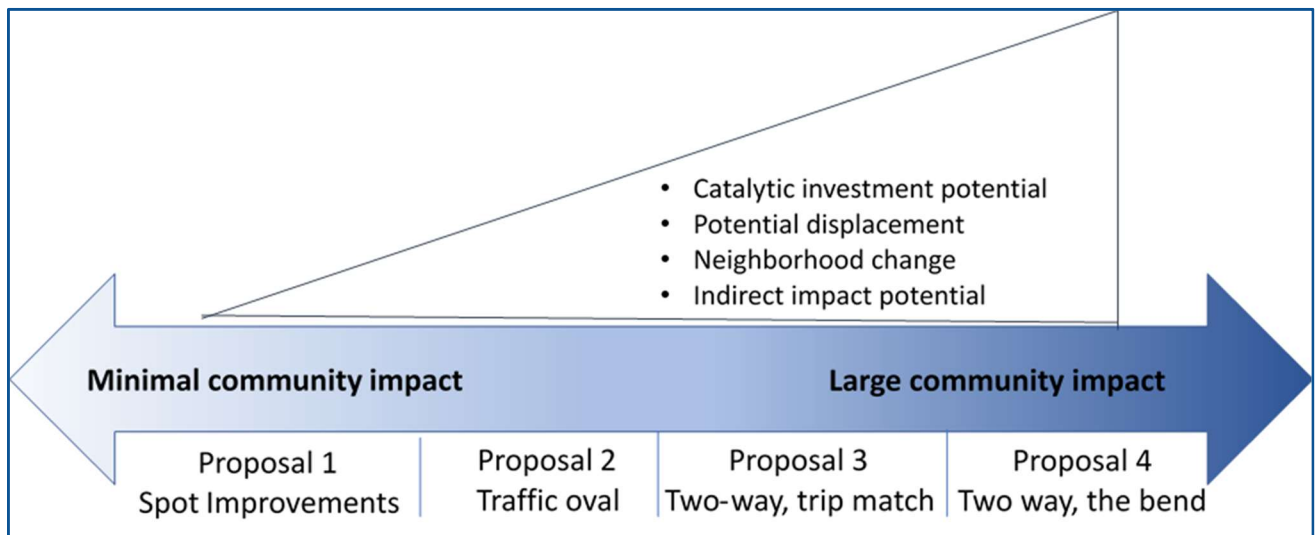 • Catalytic investment potential
• Potential displacement
• Neighborhood change
• Indirect impact potential
Minimal community impact
Large community impact
Proposal 1
Spot Improvements
Proposal 2
Traffic oval
Proposal 3
Two-way, trip match
Proposal 4
Two way, the bend